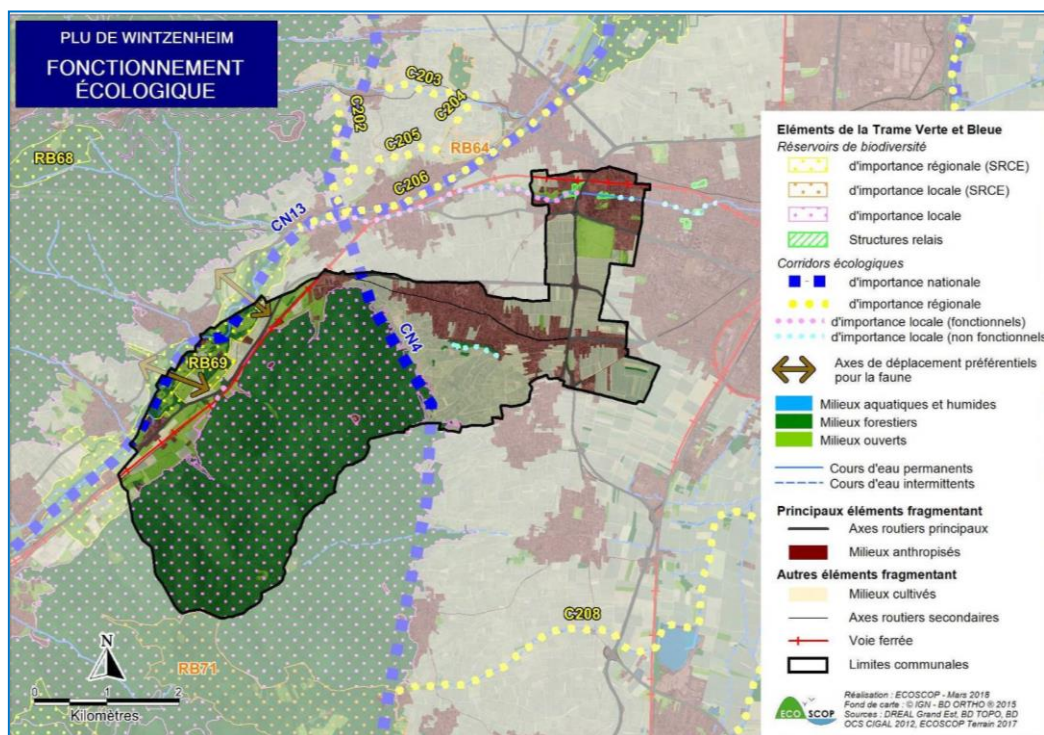 PLU DE WINTZENHEIM
FONCTIONNEMENT
ÉCOLOGIQUE
C203
C204
C202
C205
RB64
C206
RB68
CN13
CN4
RB69
C208
RB71
N
0 1 2
Kilomètres
Eléments de la Trame Verte et Bleue
Réservoirs de biodiversité
d'importance régionale (SRCE)
d'importance locale (SRCE)
d'importance locale
Structures relais
Corridors écologiques
d'importance nationale
d'importance régionale
d'importance locale (fonctionnels)
d'importance locale (non fonctionnels
Axes de déplacement préférentiels
pour la faune
Milieux aquatiques et humides
Milieux forestiers
Milieux ouverts
Cours d'eau permanents
Cours d'eau intermittents
Principaux éléments fragmentant
Axes routiers principaux
Milieux anthropisés
Autres éléments fragmentant
Milieux cultivés
Axes routiers secondaires
Voie ferrée
Limites communales
ECO SCOP
Réalisation : ECOSCOP - Mars 2018
Fond de carte : © IGN - BD ORTHO ® 2015
Sources : DREAL Grand Est, BD TOPO, BD
OCS CIGAL 2012, ECOSCOP Terrain 2017